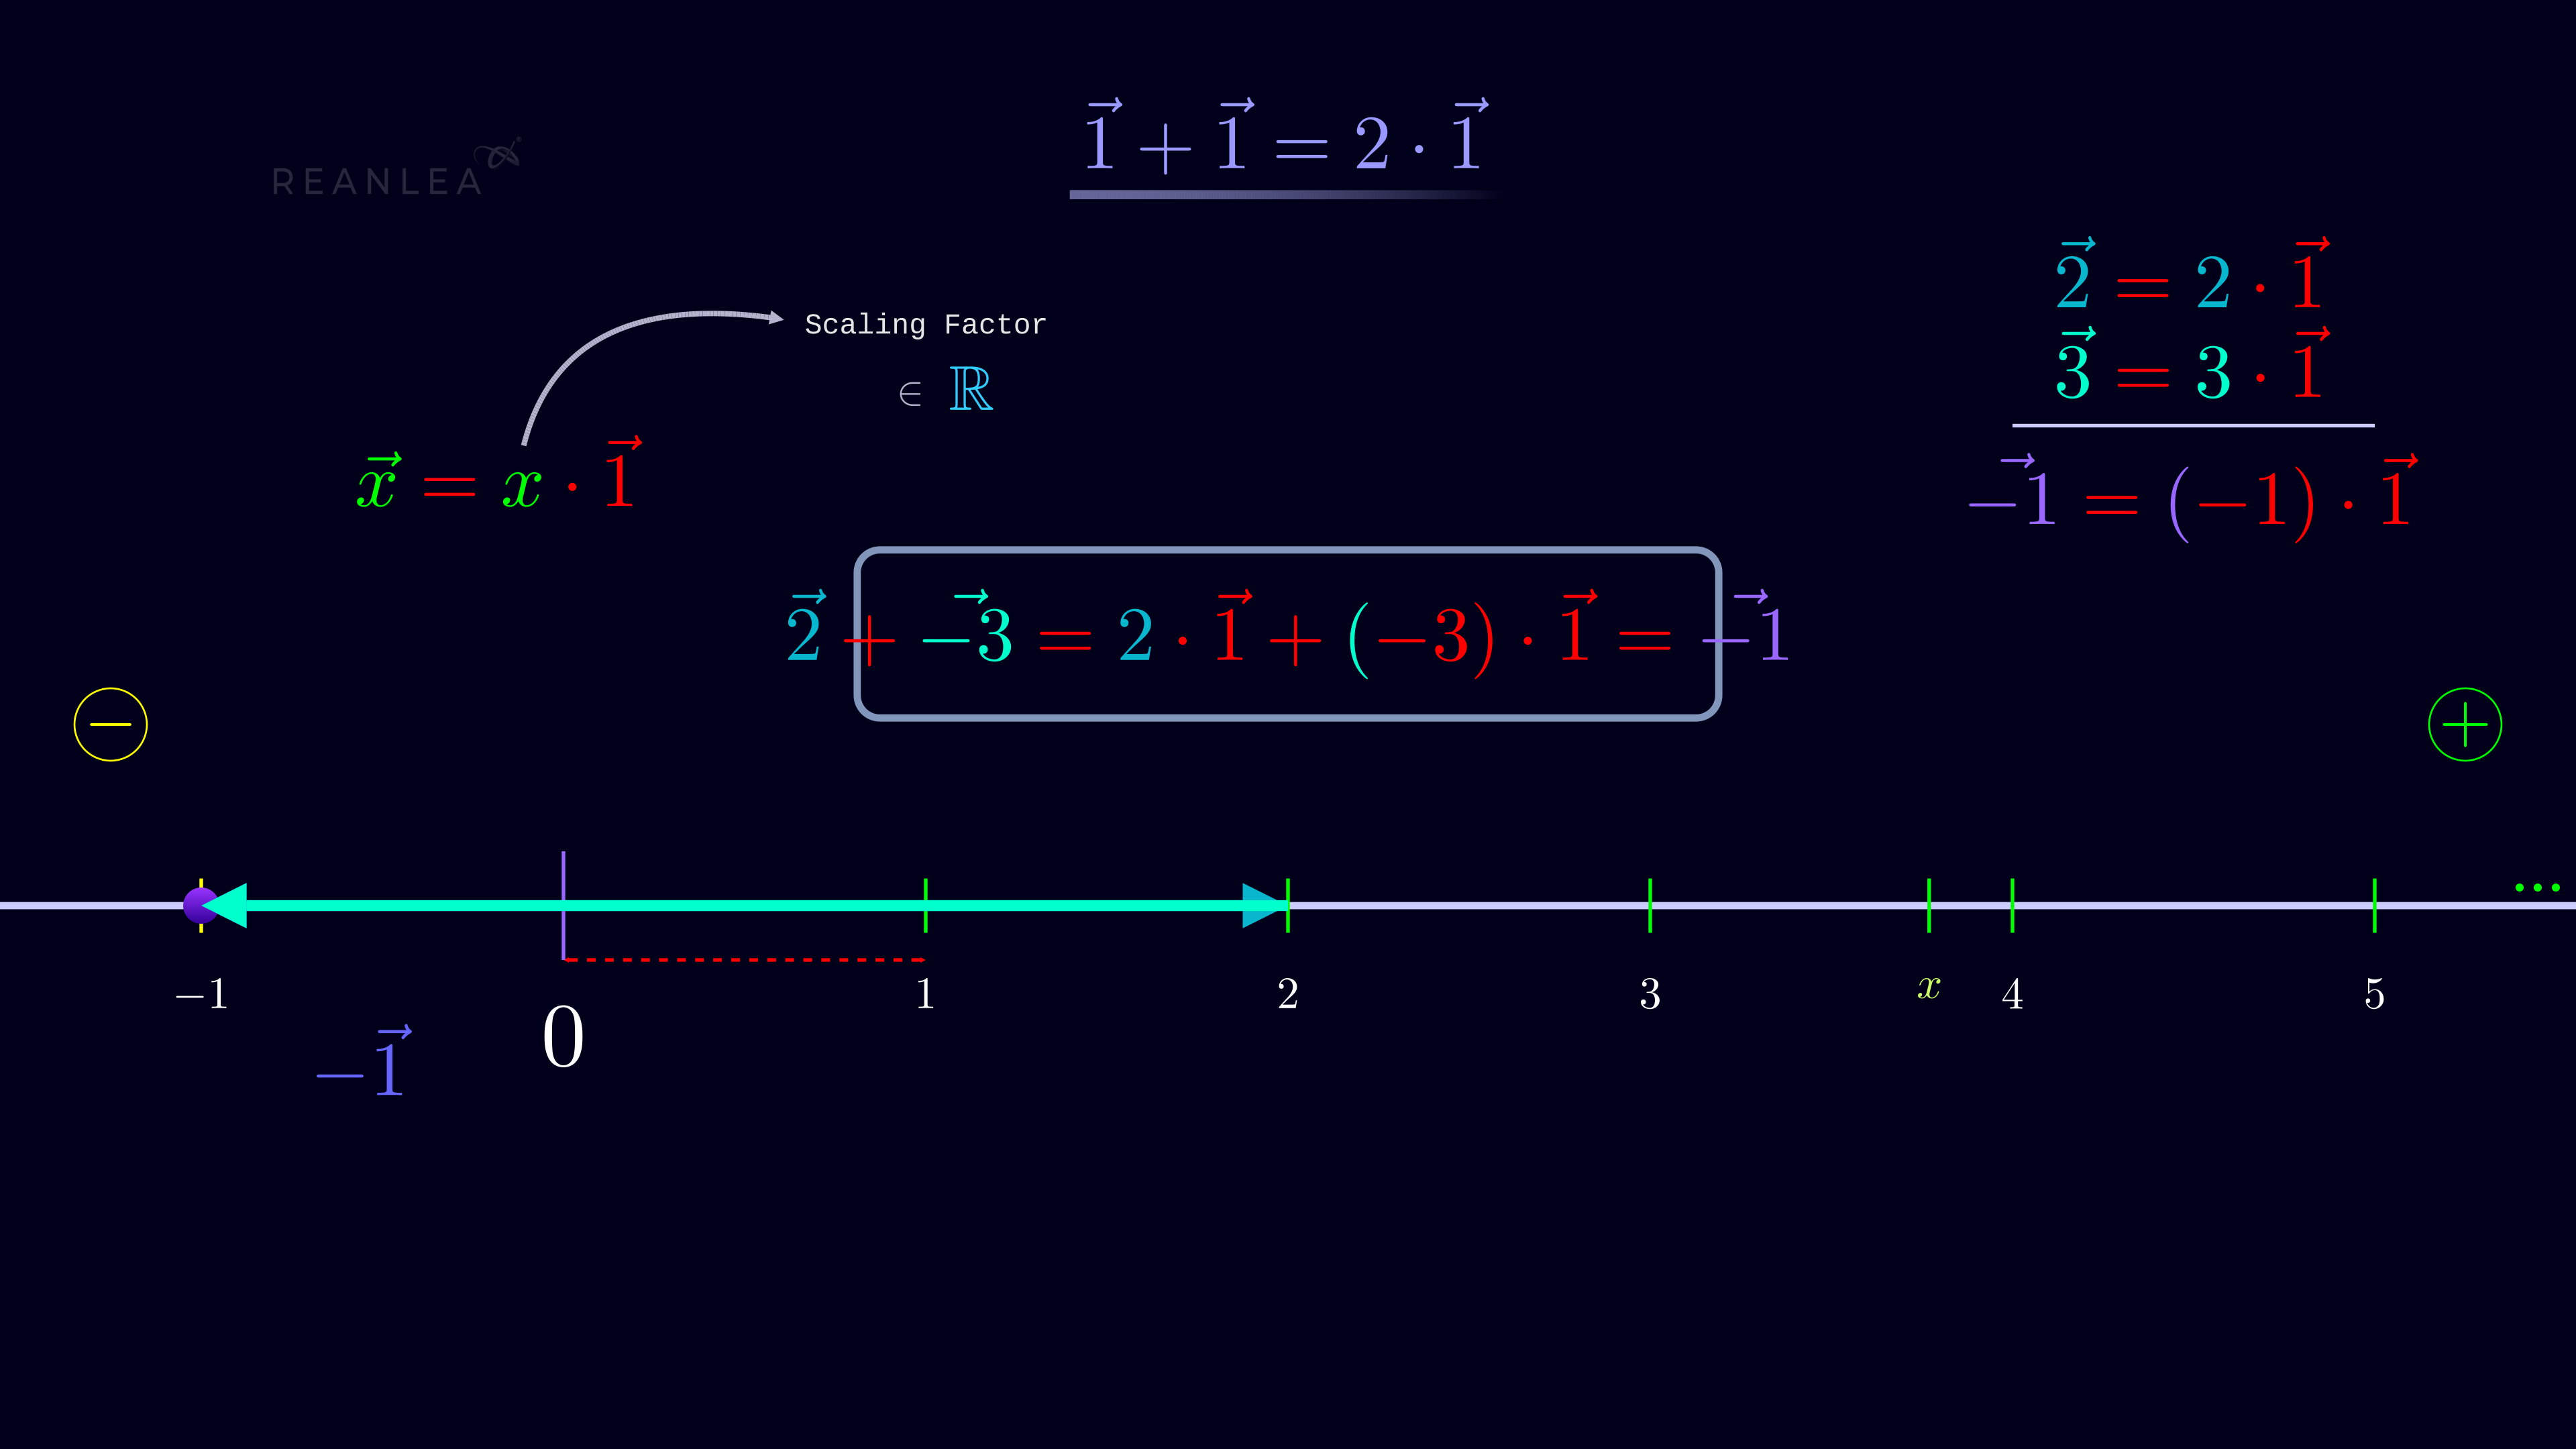 REANLEA
$\vec{1} + \vec{1} = 2 \cdot \vec{1}$
$\vec{2} = 2 \cdot \vec{1}$
Scaling Factor
$\vec{3} = 3 \cdot \vec{1}$
$\in \mathbb{R}$
$\vec{x} = x \cdot \vec{1}$
$\vec{-1} = (-1) \cdot \vec{1}$
$\vec{2} + \vec{-3} = 2 \cdot \vec{1} + (-3) \cdot \vec{1} = \vec{-1}$
− +
...
−1 0 1 2 3 x 4 5
$-\vec{1}$